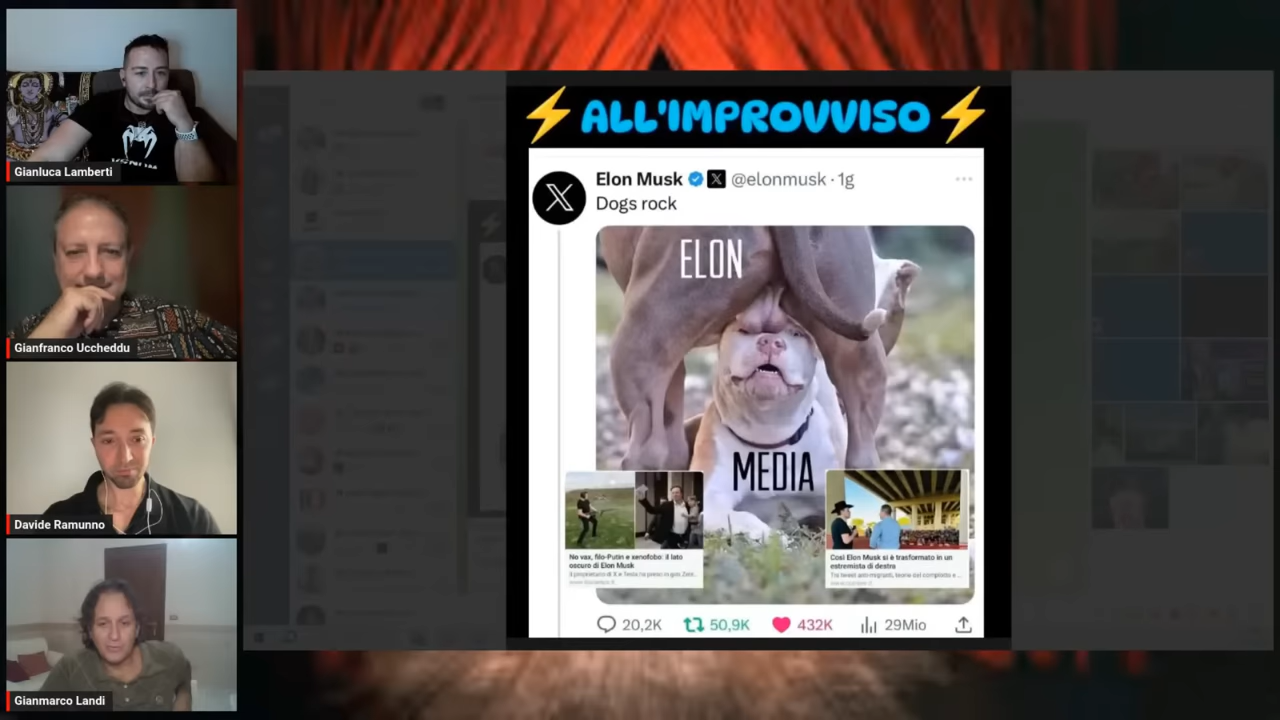 Gianluca Lamberti
Gianfranco Uccheddu
Davide Ramunno
Gianmarco Landi
⚡ ALL'IMPROVVISO ⚡
Elon Musk @elonmusk · 1g
Dogs rock
ELON
MEDIA
No vax, filo-Putin e xenofobo: il lato
oscuro di Elon Musk
Così Elon Musk si è trasformato in un
estremista di destra
20,2K 50,9K 432K 29Mio